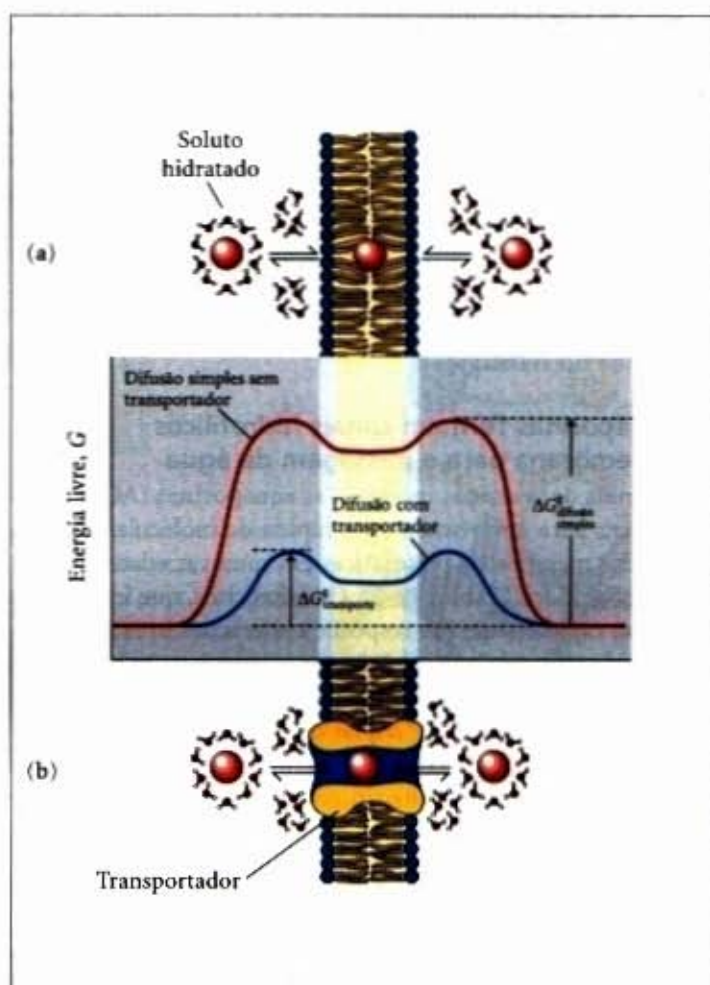 Soluto
hidratado
(a)
Difusão simples sem
transportador
Energia livre, G
Difusão com
transportador
ΔG‡difusão
simples
ΔG‡transporte
(b)
Transportador